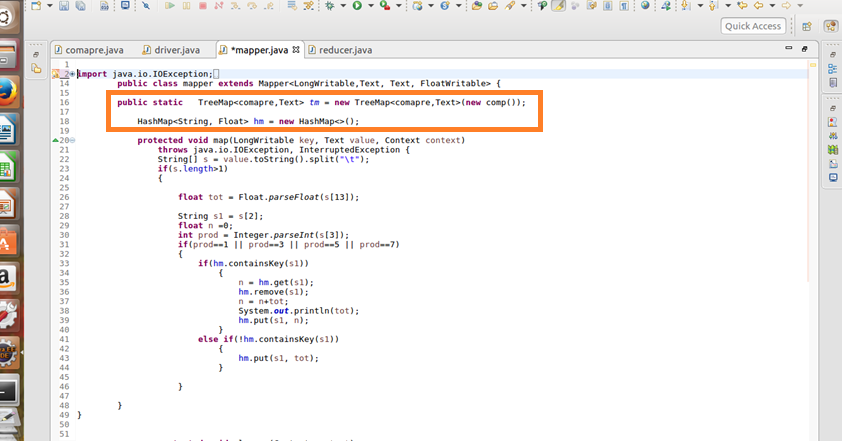 Quick Access
comapre.java driver.java *mapper.java reducer.java
1
2 import java.io.IOException;
14 public class mapper extends Mapper<LongWritable,Text, Text, FloatWritable> {
15
16 public static TreeMap<comapre,Text> tm = new TreeMap<comapre,Text>(new comp());
17
18 HashMap<String, Float> hm = new HashMap<>();
19
20 protected void map(LongWritable key, Text value, Context context)
21 throws java.io.IOException, InterruptedException {
22 String[] s = value.toString().split("\t");
23 if(s.length>1)
24 {
25
26 float tot = Float.parseFloat(s[13]);
27
28 String s1 = s[2];
29 float n =0;
30 int prod = Integer.parseInt(s[3]);
31 if(prod==1 || prod==3 || prod==5 || prod==7)
32 {
33 if(hm.containsKey(s1))
34 {
35 n = hm.get(s1);
36 hm.remove(s1);
37 n = n+tot;
38 System.out.println(tot);
39 hm.put(s1, n);
40 }
41 else if(!hm.containsKey(s1))
42 {
43 hm.put(s1, tot);
44 }
45
46 }
47
48 }
49 }
50
51